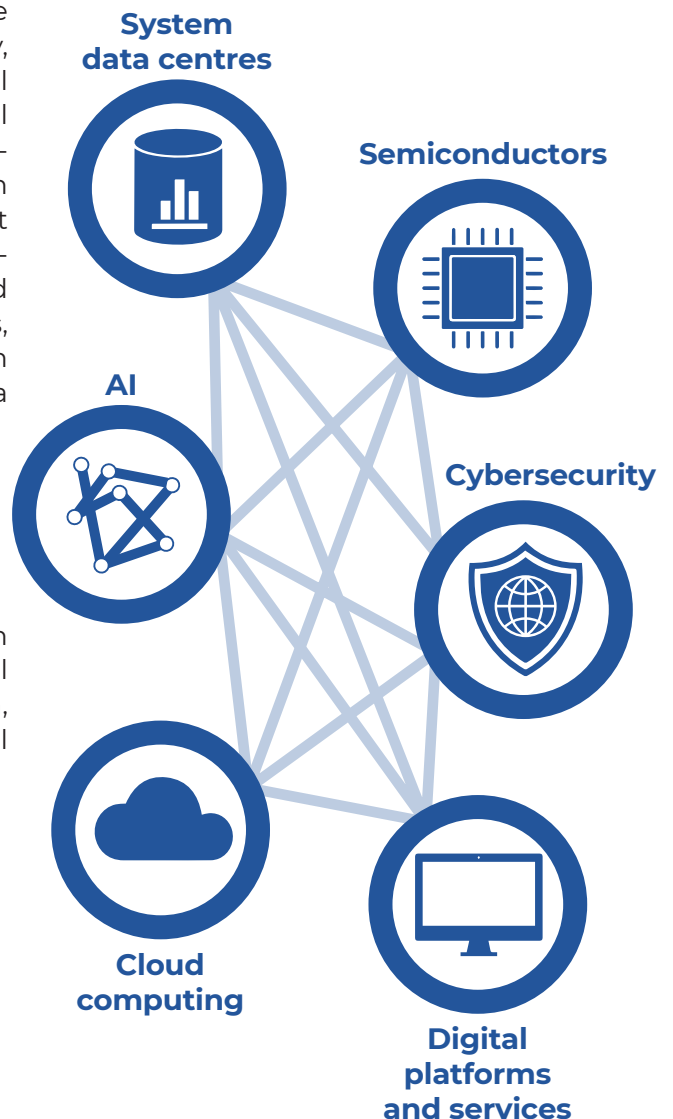 System
data centres
Semiconductors
AI
Cybersecurity
Cloud
computing
Digital
platforms
and services